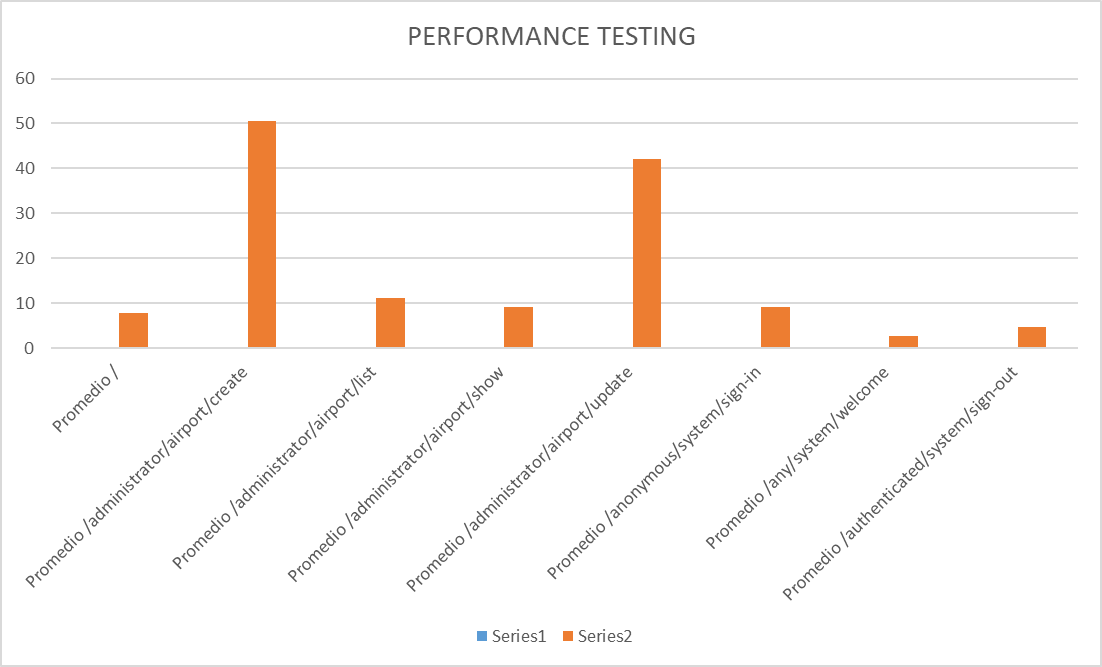 PERFORMANCE TESTING
60
50
40
30
20
10
0
Promedio /
Promedio /administrator/airport/create
Promedio /administrator/airport/list
Promedio /administrator/airport/show
Promedio /administrator/airport/update
Promedio /anonymous/system/sign-in
Promedio /any/system/welcome
Promedio /authenticated/system/sign-out
Series1 Series2